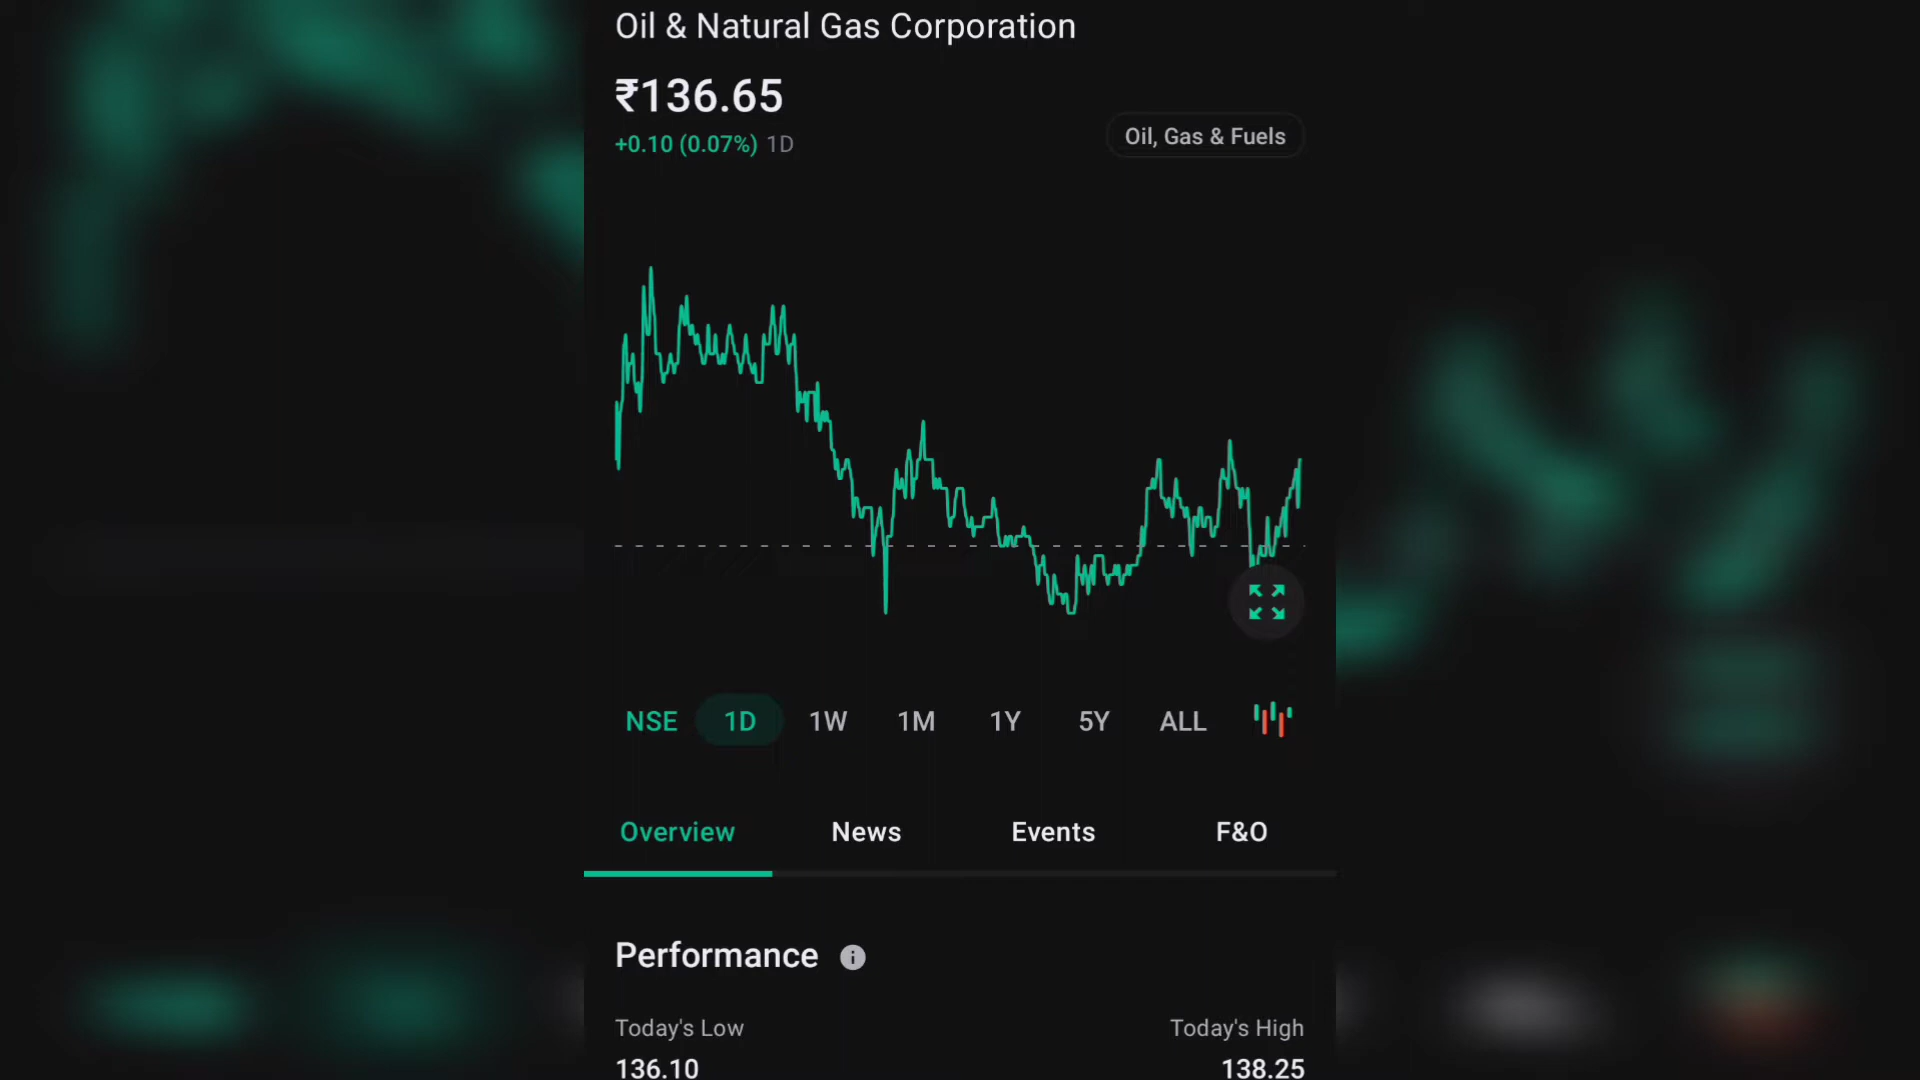 Oil & Natural Gas Corporation
₹136.65
+0.10 (0.07%) 1D
Oil, Gas & Fuels
NSE 1D 1W 1M 1Y 5Y ALL
Overview News Events F&O
Performance
Today's Low Today's High
136.10 138.25